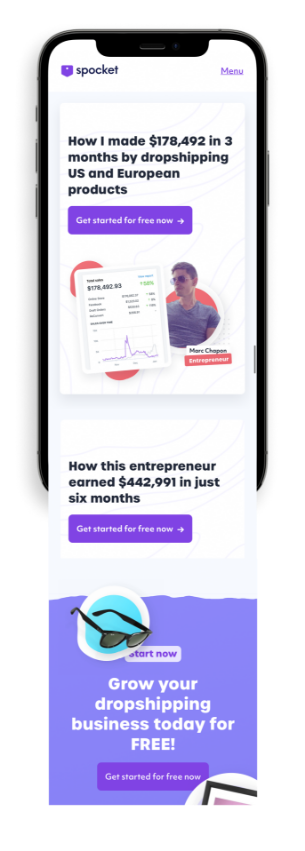 spocket
Menu
How I made $178,492 in 3
months by dropshipping
US and European
products
Get started for free now →
$178,492.93
Marc Chapon
Entrepreneur
How this entrepreneur
earned $442,991 in just
six months
Get started for free now →
Start now
Grow your
dropshipping
business today for
FREE!
Get started for free now